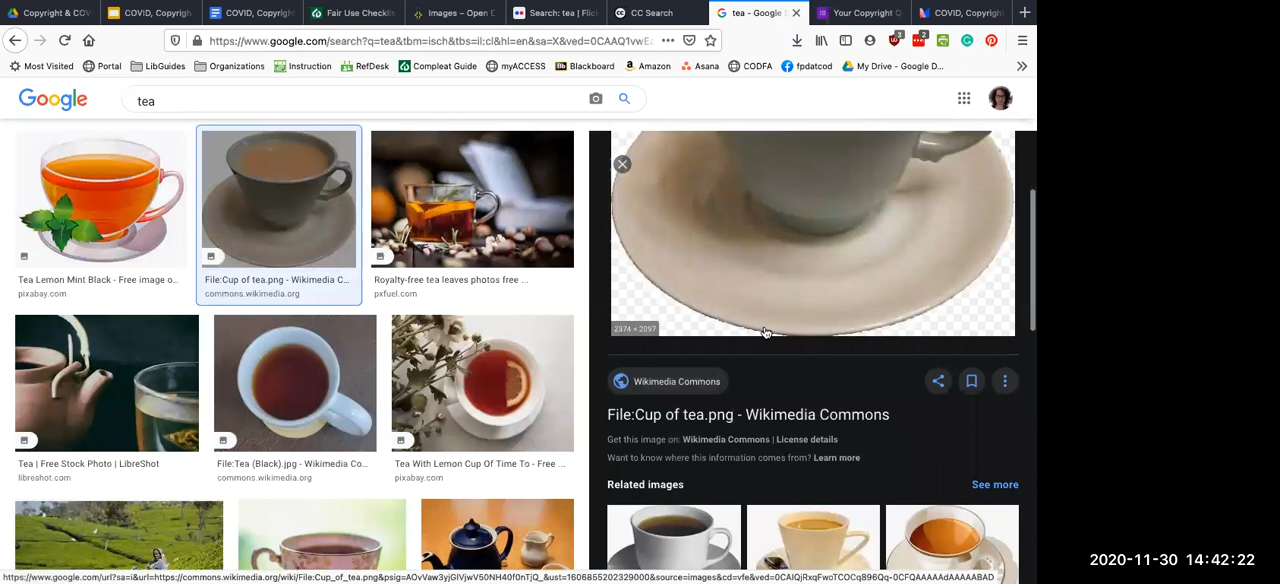 Copyright & COV
COVID, Copyrigh
COVID, Copyrigh
Fair Use Checklis
Images – Open E
Search: tea | Flick
CC Search
tea - Google
Your Copyright Q
COVID, Copyrigh
https://www.google.com/search?q=tea&tbm=isch&tbs=il:cl&hl=en&sa=X&ved=0CAAQ1vwEa
3
2
Most Visited
Portal
LibGuides
Organizations
Instruction
RefDesk
Compleat Guide
myACCESS
Bb Blackboard
Amazon
Asana
CODFA
fpdatcod
My Drive - Google D...
Google
tea
Tea Lemon Mint Black - Free image o...
pixabay.com
File:Cup of tea.png - Wikimedia C...
commons.wikimedia.org
Royalty-free tea leaves photos free ...
pxfuel.com
Tea | Free Stock Photo | LibreShot
libreshot.com
File:Tea (Black).jpg - Wikimedia Co...
commons.wikimedia.org
Tea With Lemon Cup Of Time To - Free ...
pixabay.com
2374 × 2097
Wikimedia Commons
File:Cup of tea.png - Wikimedia Commons
Get this image on: Wikimedia Commons | License details
Want to know where this information comes from? Learn more
Related images
See more
2020-11-30 14:42:22